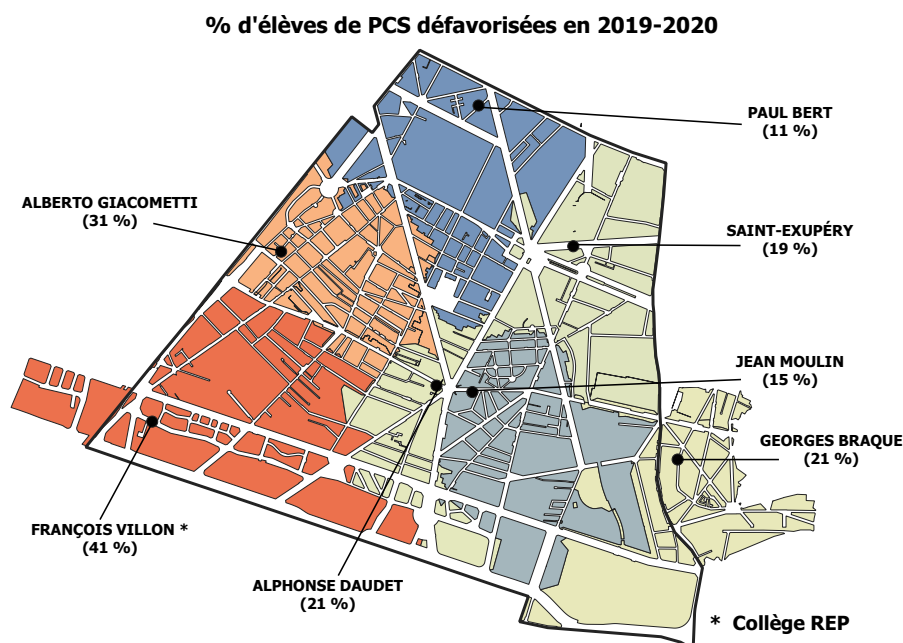 % d'élèves de PCS défavorisées en 2019-2020
PAUL BERT
(11 %)
ALBERTO GIACOMETTI
(31 %)
SAINT-EXUPÉRY
(19 %)
JEAN MOULIN
(15 %)
GEORGES BRAQUE
(21 %)
FRANÇOIS VILLON *
(41 %)
ALPHONSE DAUDET
(21 %)
* Collège REP